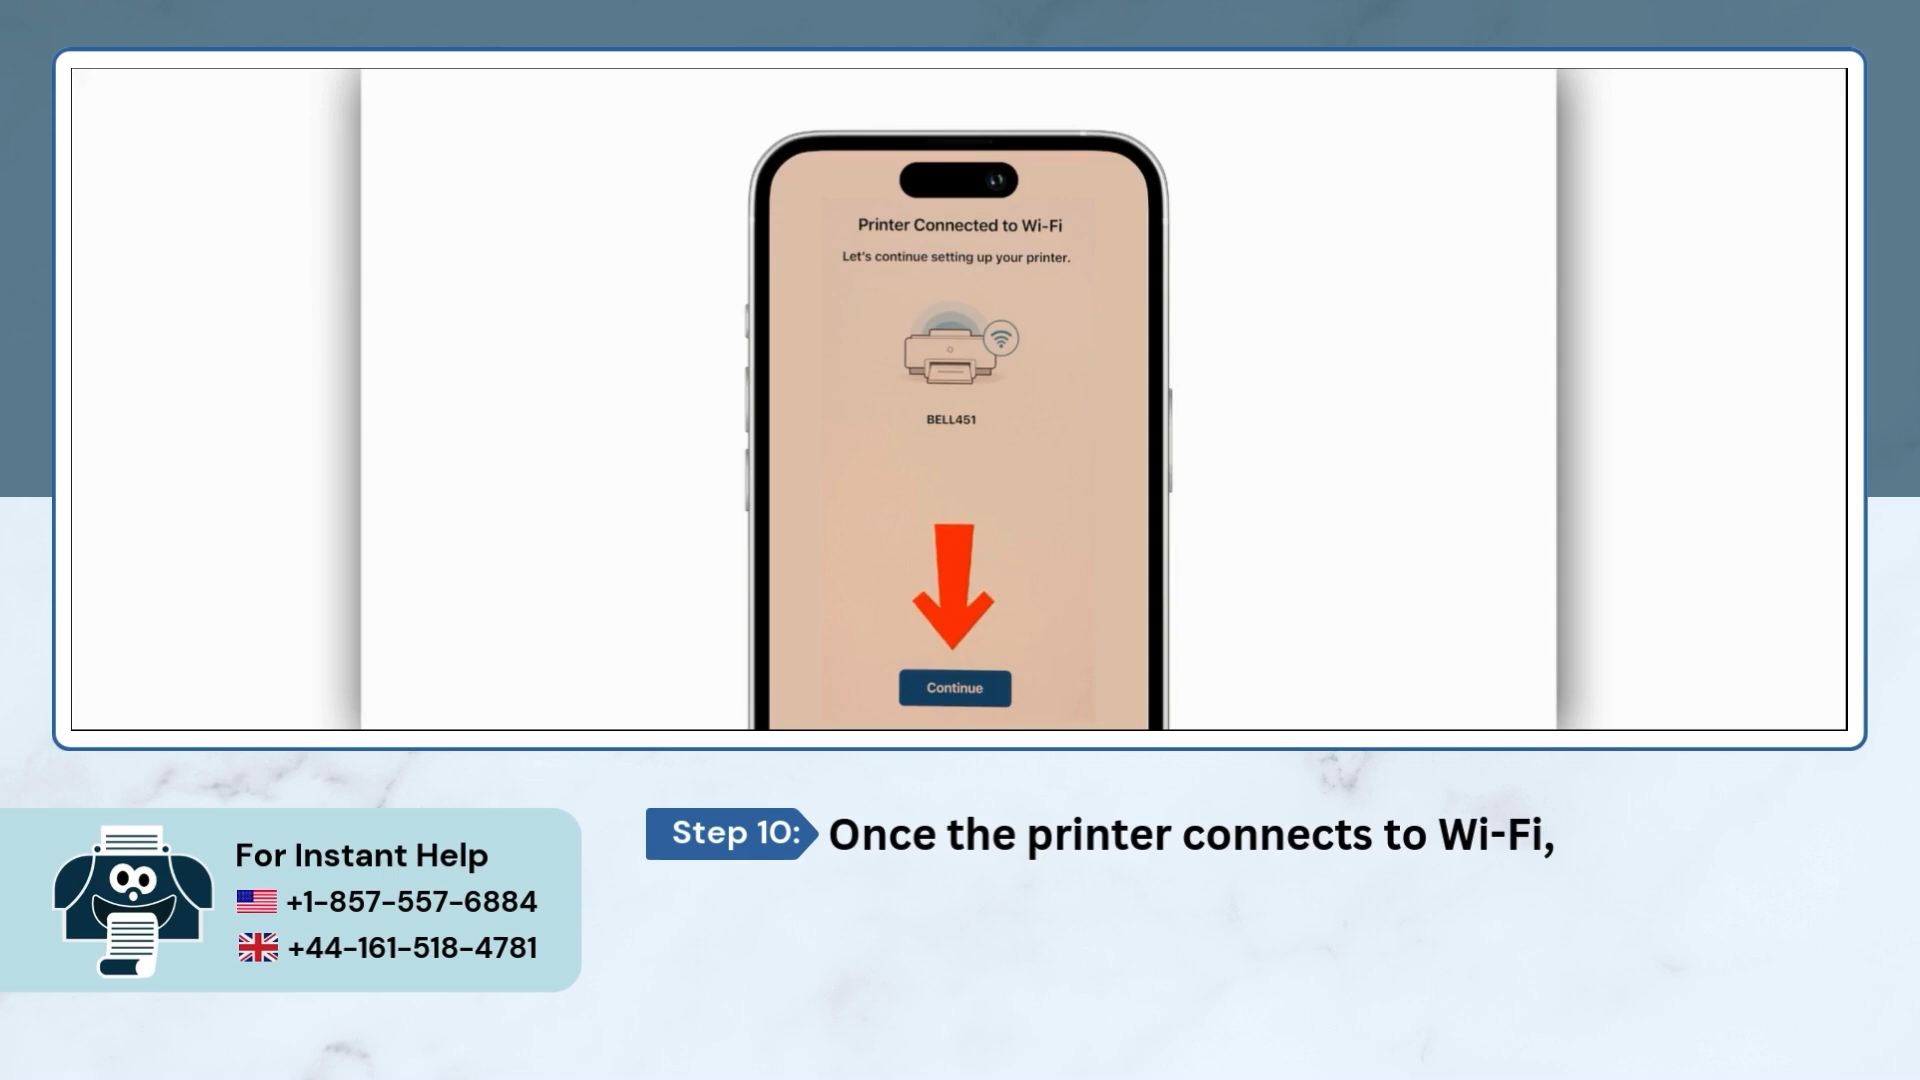 Printer Connected to Wi-Fi
Let's continue setting up your printer.
BELL451
Continue
For Instant Help
+1-857-557-6884
+44-161-518-4781
Step 10: Once the printer connects to Wi-Fi,